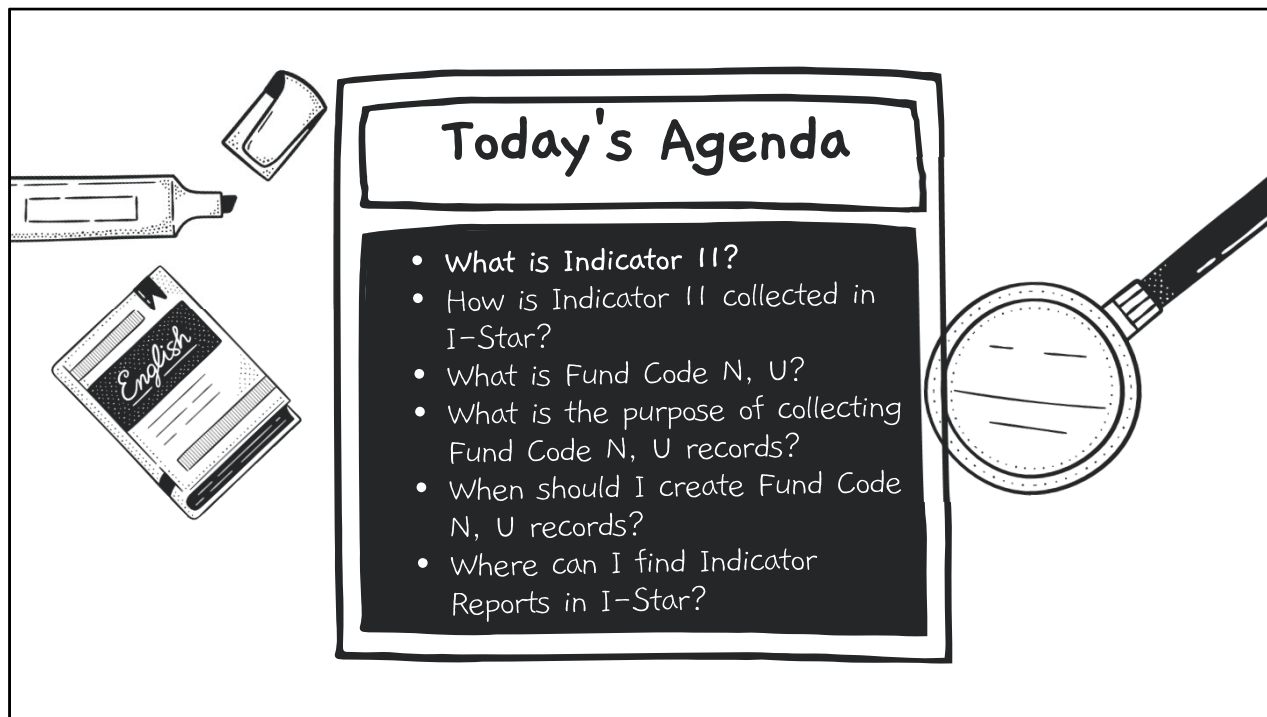 Today's Agenda
English
• What is Indicator 11?
• How is Indicator 11 collected in
I-Star?
• What is Fund Code N, U?
• What is the purpose of collecting
Fund Code N, U records?
• When should I create Fund Code
N, U records?
• Where can I find Indicator
Reports in I-Star?